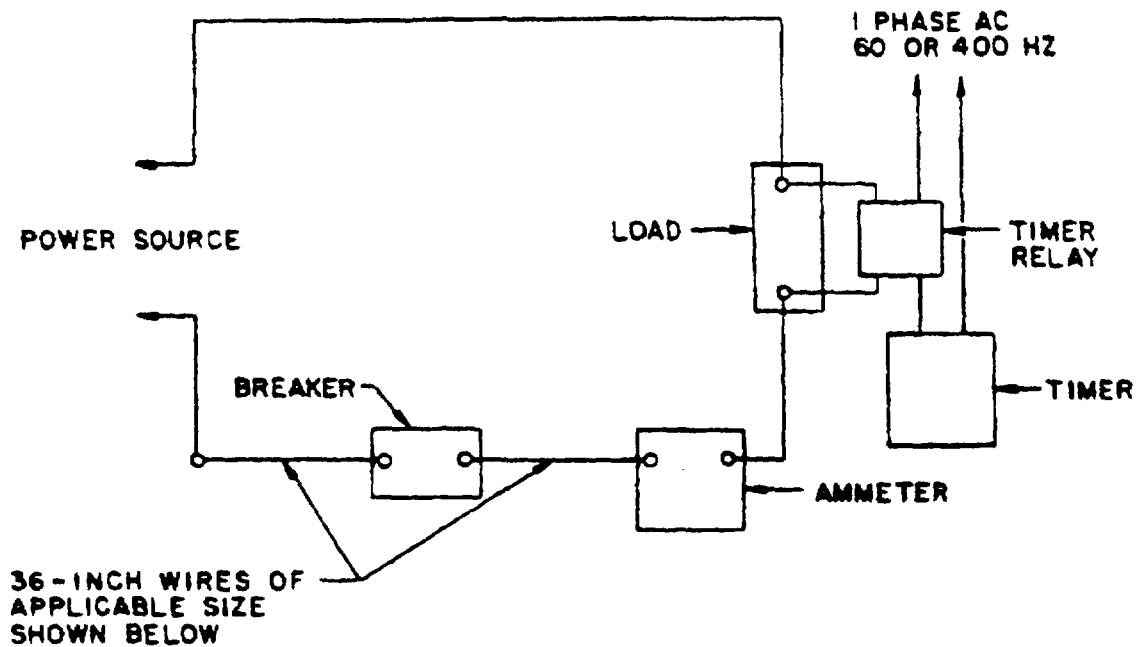 1 PHASE AC
60 OR 400 HZ
POWER SOURCE
LOAD
TIMER
RELAY
BREAKER
TIMER
AMMETER
36-INCH WIRES OF
APPLICABLE SIZE
SHOWN BELOW